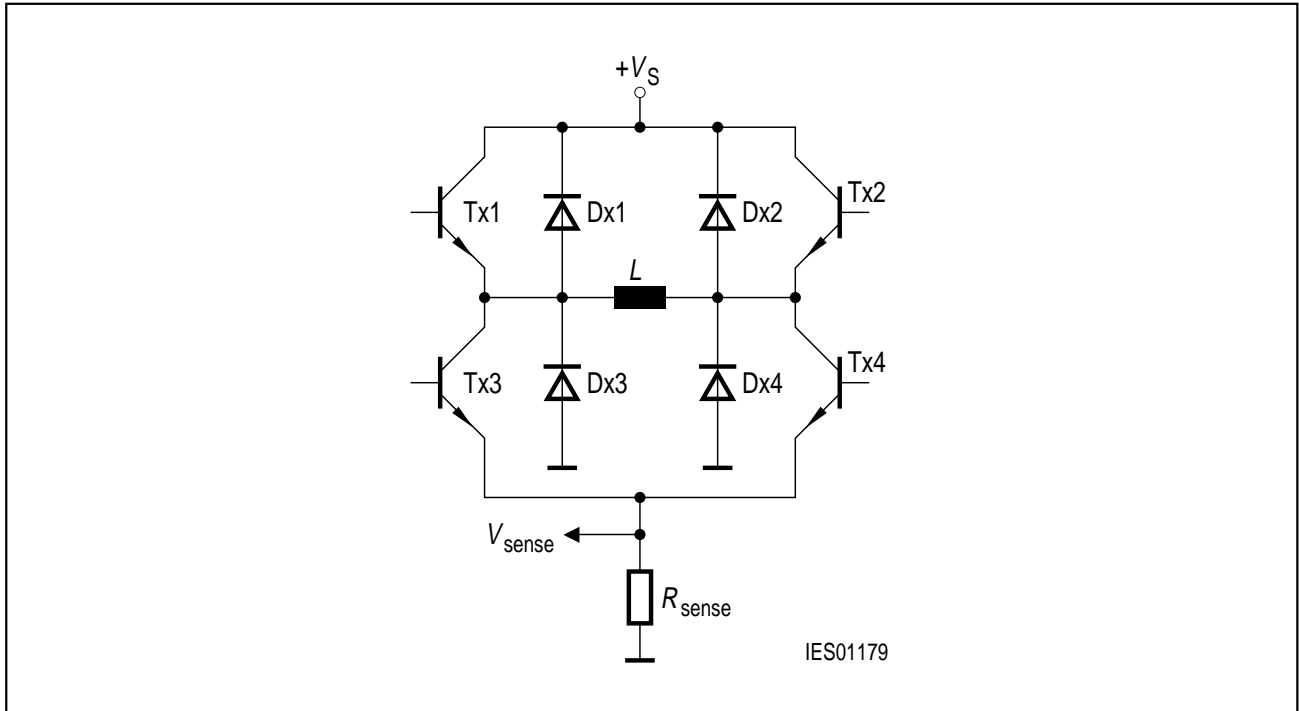 +VS
Tx1
Dx1
Dx2
Tx2
L
Tx3
Dx3
Dx4
Tx4
Vsense
Rsense
IES01179